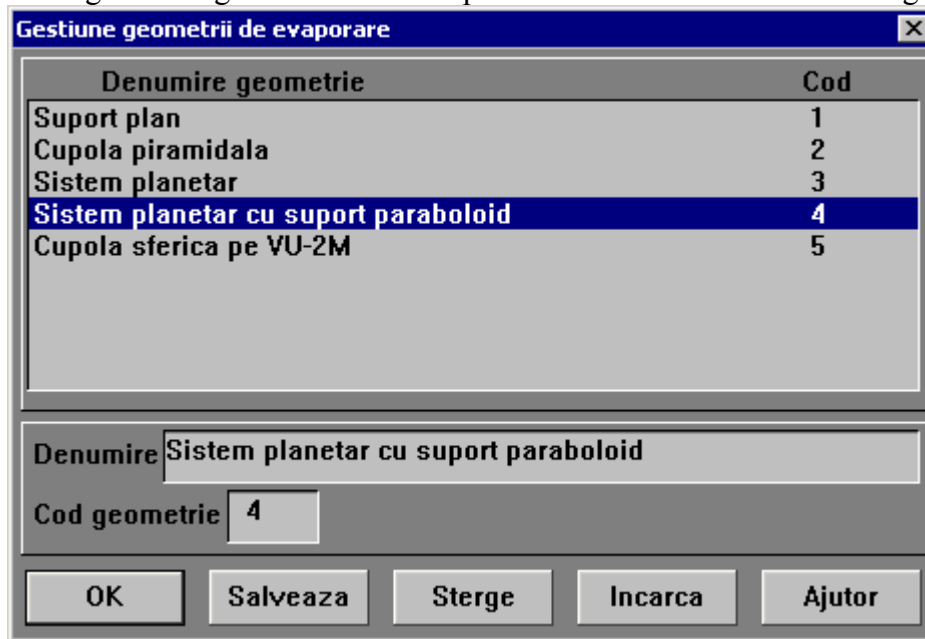 Gestiune geometrii de evaporare
Denumire geometrie Cod
Suport plan 1
Cupola piramidala 2
Sistem planetar 3
Sistem planetar cu suport paraboloid 4
Cupola sferica pe VU-2M 5
Denumire Sistem planetar cu suport paraboloid
Cod geometrie 4
OK Salveaza Sterge Incarca Ajutor